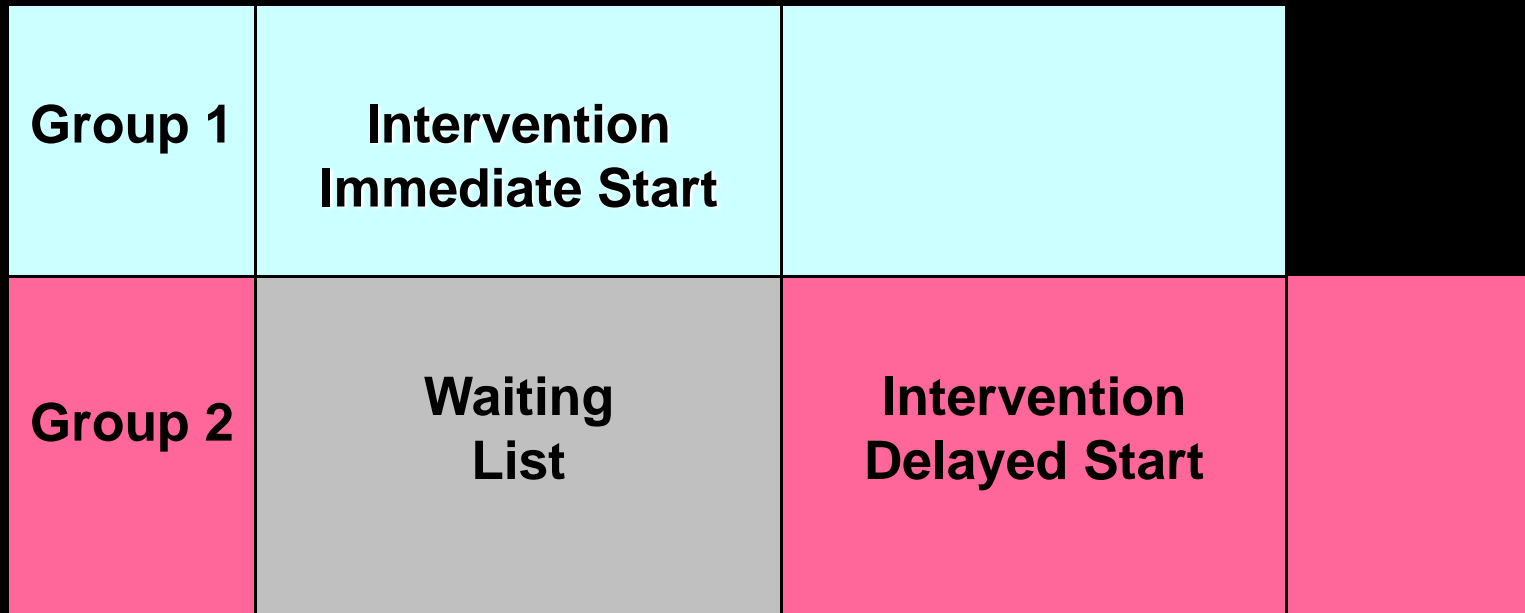 Group 1
Intervention
Immediate Start
Group 2
Waiting
List
Intervention
Delayed Start